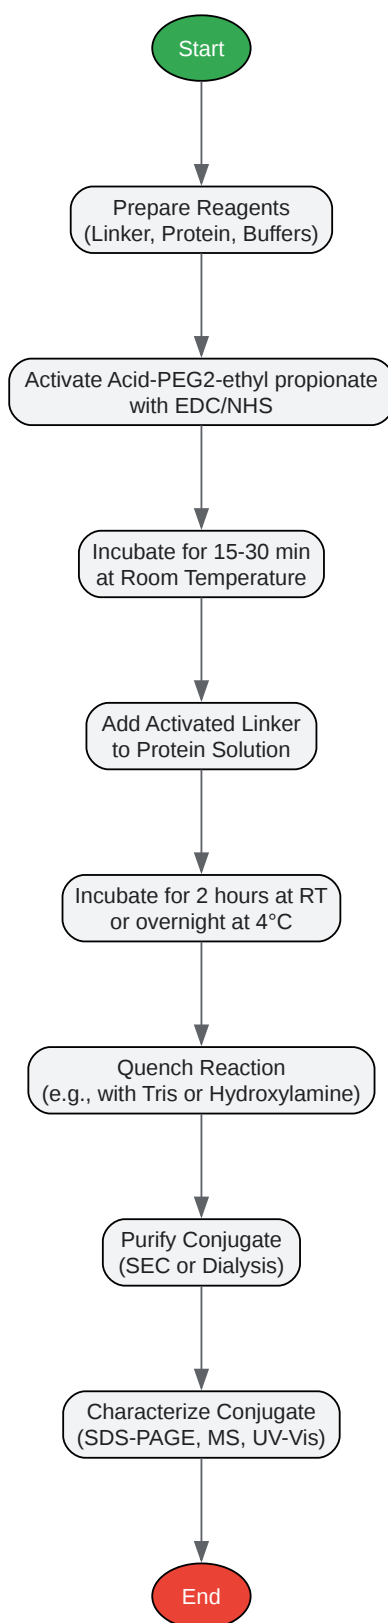 Start
Prepare Reagents
(Linker, Protein, Buffers)
Activate Acid-PEG2-ethyl propionate
with EDC/NHS
Incubate for 15-30 min
at Room Temperature
Add Activated Linker
to Protein Solution
Incubate for 2 hours at RT
or overnight at 4°C
Quench Reaction
(e.g., with Tris or Hydroxylamine)
Purify Conjugate
(SEC or Dialysis)
Characterize Conjugate
(SDS-PAGE, MS, UV-Vis)
End